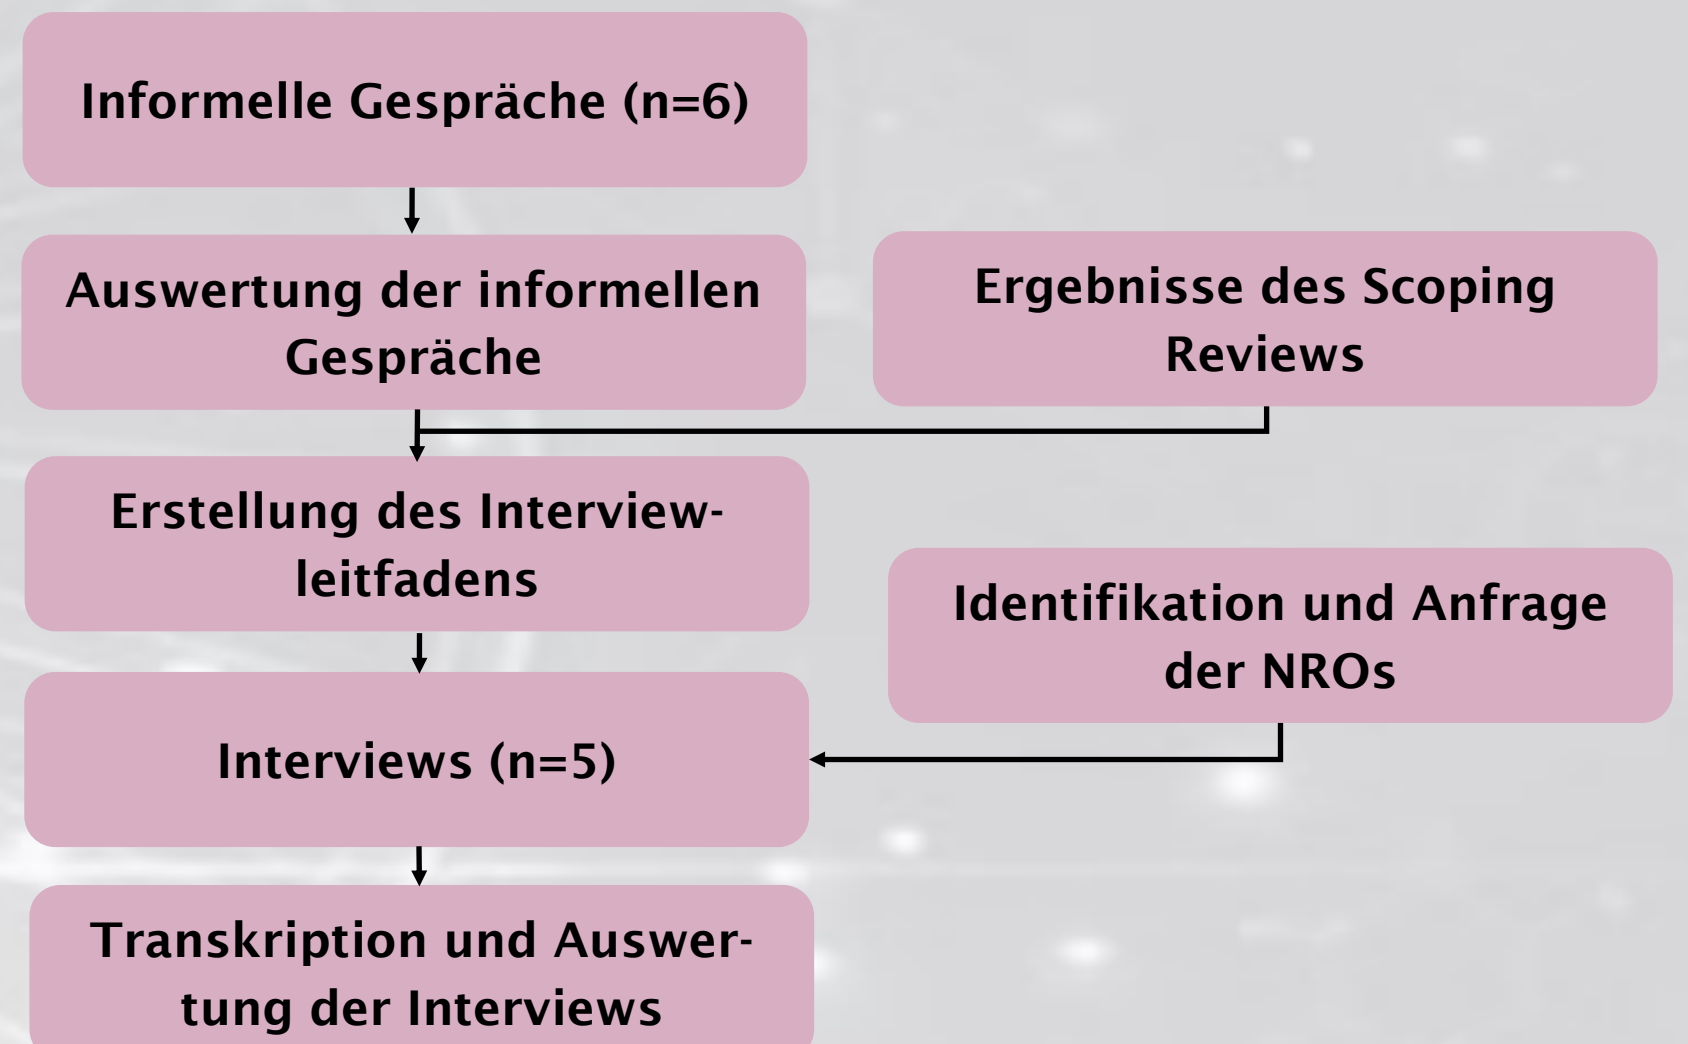 Informelle Gespräche (n=6)
Auswertung der informellen
Gespräche
Ergebnisse des Scoping
Reviews
Erstellung des Interview-
leitfadens
Identifikation und Anfrage
der NROs
Interviews (n=5)
Transkription und Auswer-
tung der Interviews